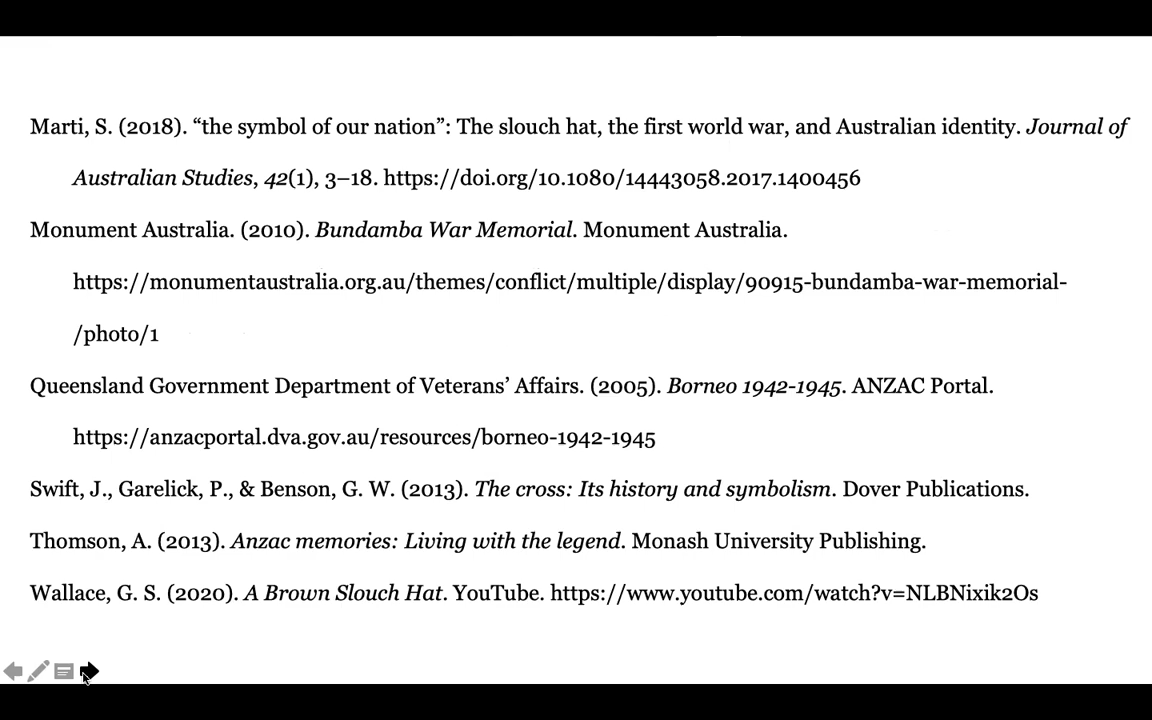 Marti, S. (2018). “the symbol of our nation”: The slouch hat, the first world war, and Australian identity. Journal of
Australian Studies, 42(1), 3–18. https://doi.org/10.1080/14443058.2017.1400456
Monument Australia. (2010). Bundamba War Memorial. Monument Australia.
https://monumentaustralia.org.au/themes/conflict/multiple/display/90915-bundamba-war-memorial-
/photo/1
Queensland Government Department of Veterans’ Affairs. (2005). Borneo 1942-1945. ANZAC Portal.
https://anzacportal.dva.gov.au/resources/borneo-1942-1945
Swift, J., Garelick, P., & Benson, G. W. (2013). The cross: Its history and symbolism. Dover Publications.
Thomson, A. (2013). Anzac memories: Living with the legend. Monash University Publishing.
Wallace, G. S. (2020). A Brown Slouch Hat. YouTube. https://www.youtube.com/watch?v=NLBNixik2Os